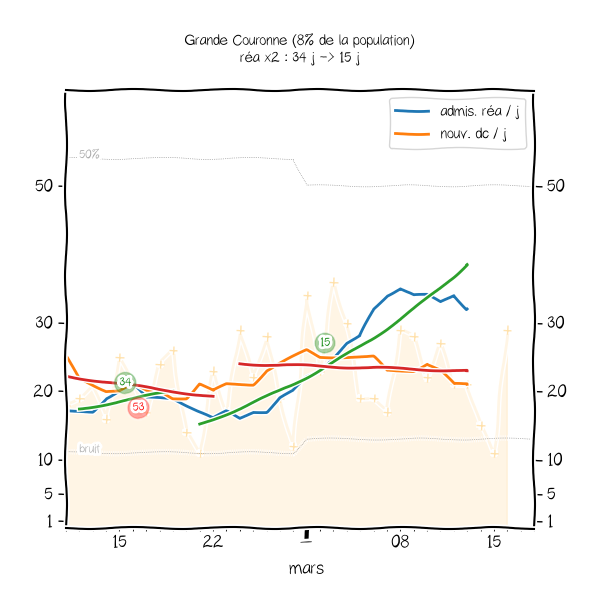 Grande Couronne (8% de la population)
réa x2 : 34 j -> 15 j
admis. réa / j
nouv. dc / j
50%
50 50
15
30 30
34
53
20 20
bruit
10 10
5 5
1 1
15 22 1 08 15
mars